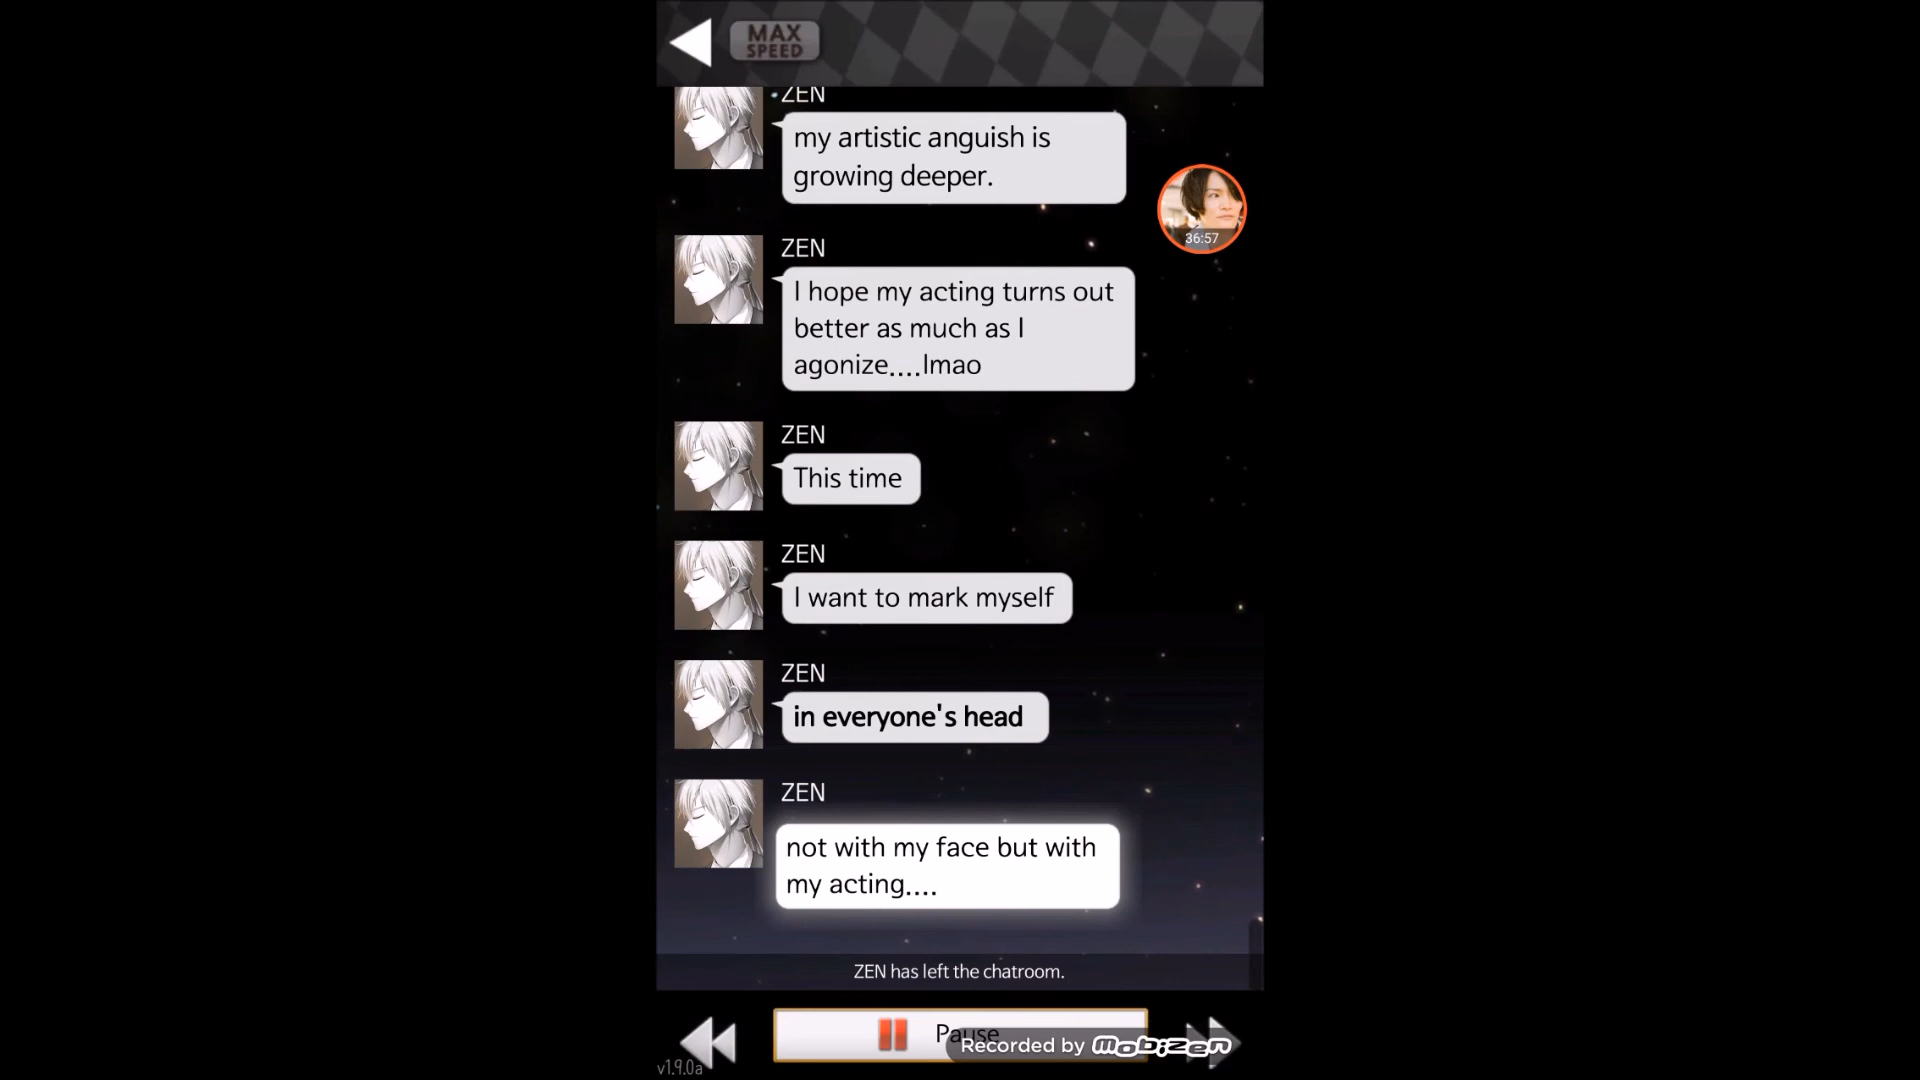 MAX
SPEED
ZEN
my artistic anguish is
growing deeper.
36:57
ZEN
I hope my acting turns out
better as much as I
agonize....lmao
ZEN
This time
ZEN
I want to mark myself
ZEN
in everyone's head
ZEN
not with my face but with
my acting....
ZEN has left the chatroom.
Pause
Recorded by Mobizen
v1.9.0a